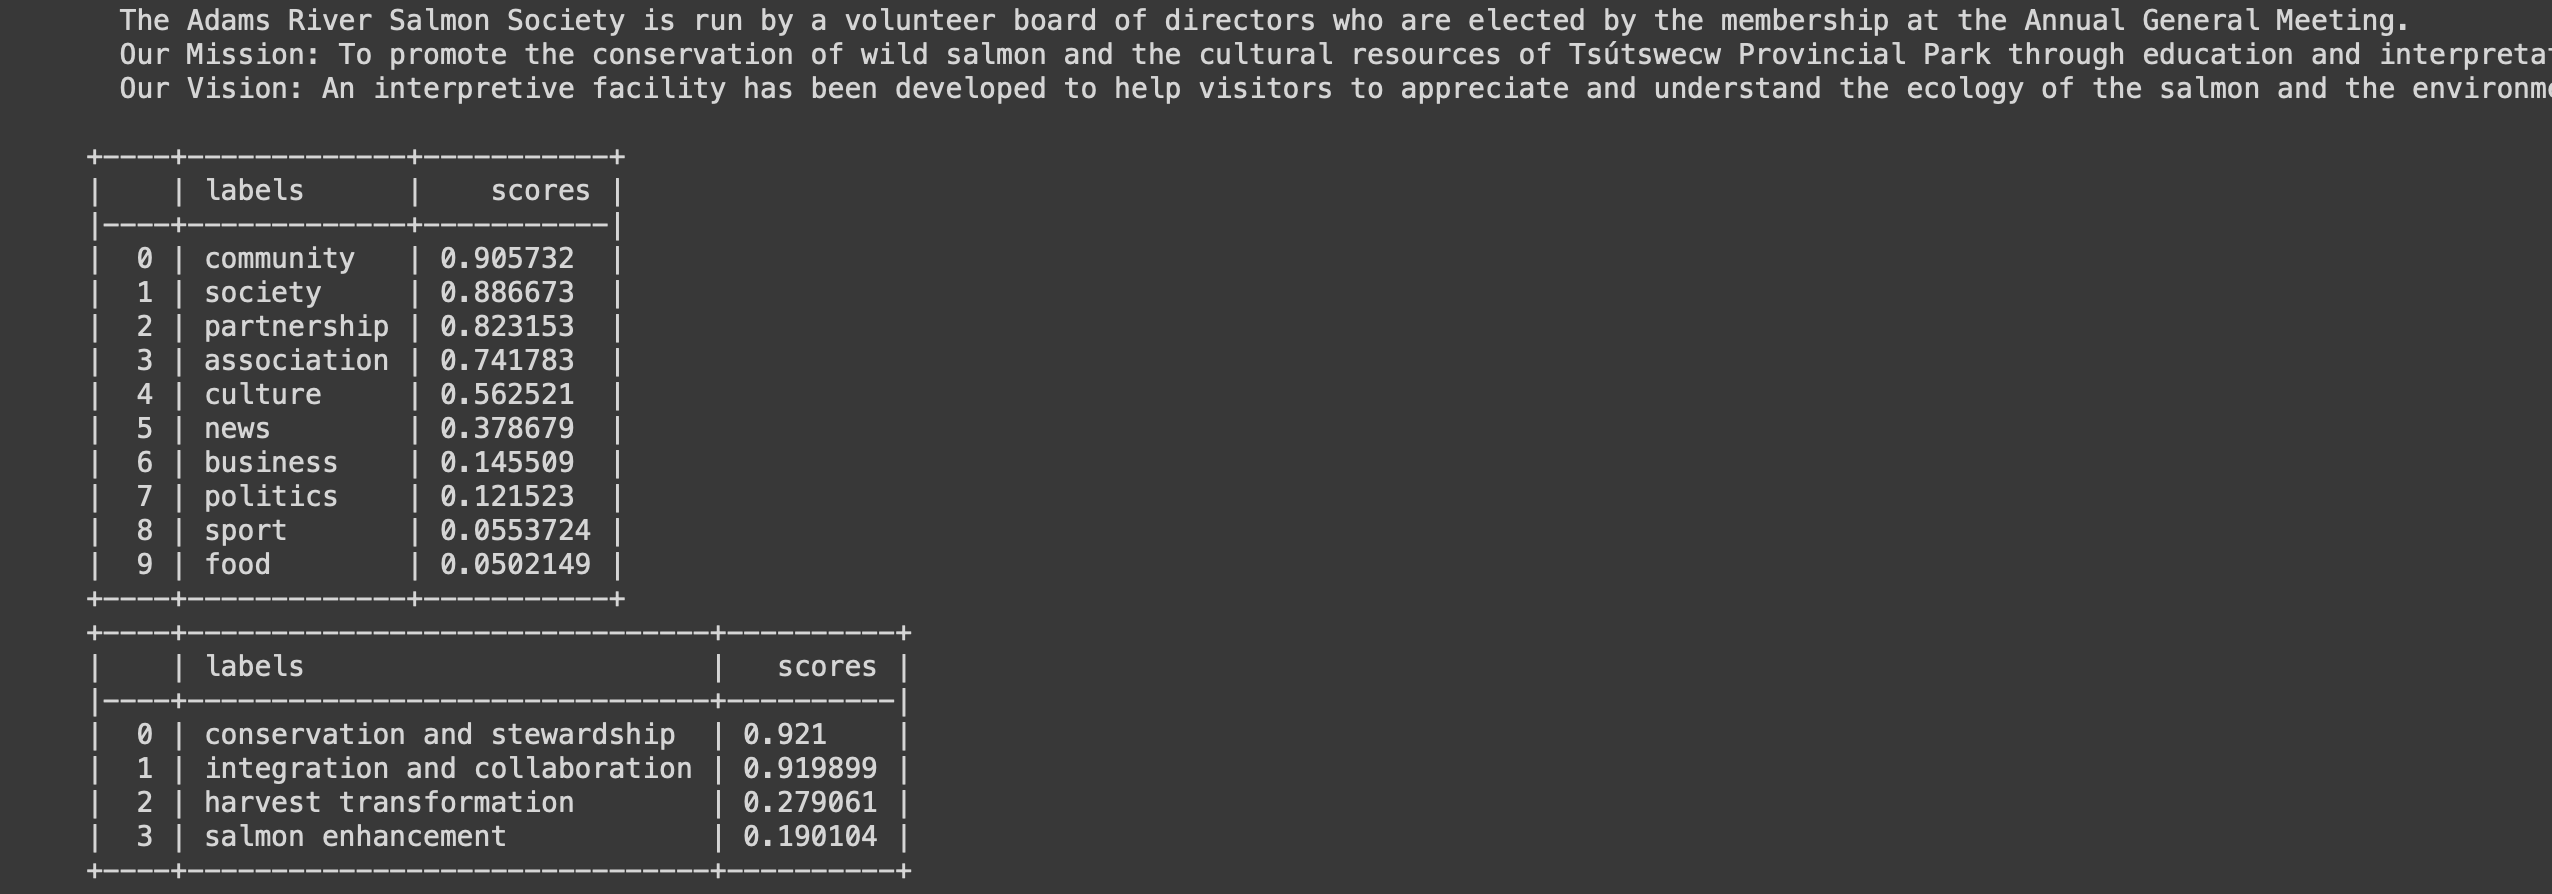 The Adams River Salmon Society is run by a volunteer board of directors who are elected by the membership at the Annual General Meeting.
Our Mission: To promote the conservation of wild salmon and the cultural resources of Tsútswecw Provincial Park through education and interpretat
Our Vision: An interpretive facility has been developed to help visitors to appreciate and understand the ecology of the salmon and the environme
+----+-------------+-----------+
|    | labels      |    scores |
|----+-------------+-----------|
|  0 | community   | 0.905732  |
|  1 | society     | 0.886673  |
|  2 | partnership | 0.823153  |
|  3 | association | 0.741783  |
|  4 | culture     | 0.562521  |
|  5 | news        | 0.378679  |
|  6 | business    | 0.145509  |
|  7 | politics    | 0.121523  |
|  8 | sport       | 0.0553724 |
|  9 | food        | 0.0502149 |
+----+-------------+-----------+
+----+-------------------------------+----------+
|    | labels                        |   scores |
|----+-------------------------------+----------|
|  0 | conservation and stewardship  | 0.921    |
|  1 | integration and collaboration | 0.919899 |
|  2 | harvest transformation        | 0.279061 |
|  3 | salmon enhancement            | 0.190104 |
+----+-------------------------------+----------+